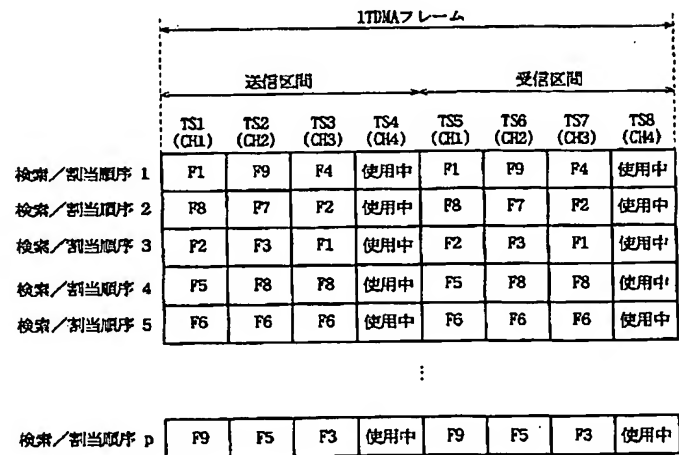 1TDMAフレーム
送信区間 受信区間
TS1 TS2 TS3 TS4 TS5 TS6 TS7 TS8
(CH1) (CH2) (CH3) (CH4) (CH1) (CH2) (CH3) (CH4)
検索/割当順序 1 F1 F9 F4 使用中 F1 F9 F4 使用中
検索/割当順序 2 F8 F7 F2 使用中 F8 F7 F2 使用中
検索/割当順序 3 F2 F3 F1 使用中 F2 F3 F1 使用中
検索/割当順序 4 F5 F8 F8 使用中 F5 F8 F8 使用中
検索/割当順序 5 F6 F6 F6 使用中 F6 F6 F6 使用中
⋮
検索/割当順序 p F9 F5 F3 使用中 F9 F5 F3 使用中